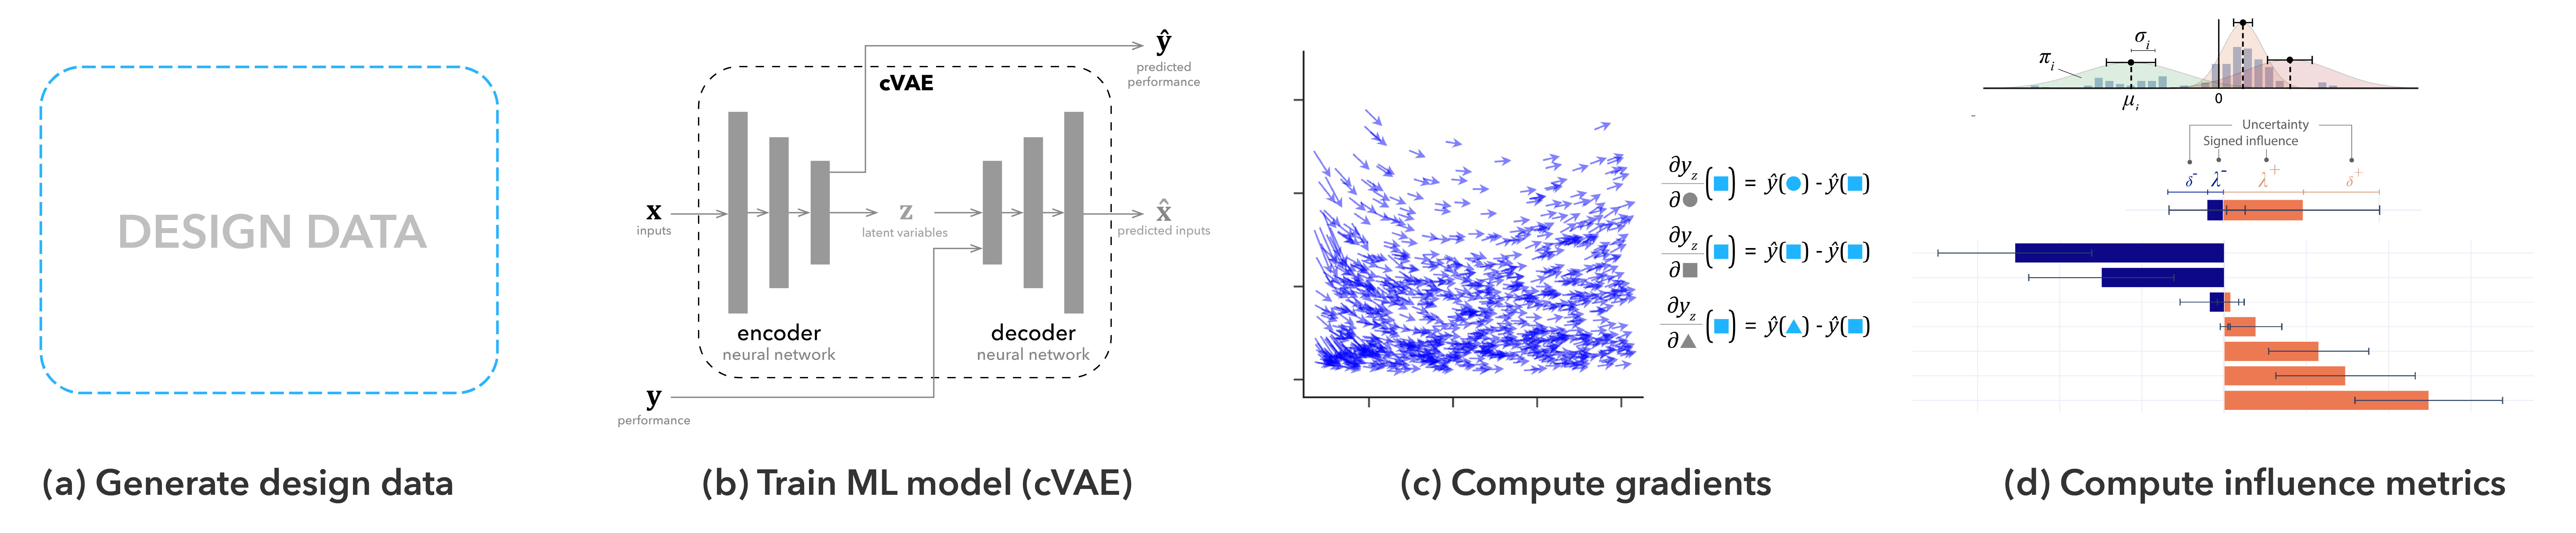 DESIGN DATA
(a) Generate design data
cVAE
ŷ
predicted
performance
x
inputs
z
latent variables
x̂
predicted inputs
encoder
neural network
decoder
neural network
y
performance
(b) Train ML model (cVAE)
∂y_z / ∂● (■) = ŷ(●) - ŷ(■)
∂y_z / ∂■ (■) = ŷ(■) - ŷ(■)
∂y_z / ∂▲ (■) = ŷ(▲) - ŷ(■)
(c) Compute gradients
σ_i
π_i
μ_i
0
Uncertainty
Signed influence
δ⁻ λ⁻ λ⁺ δ⁺
(d) Compute influence metrics